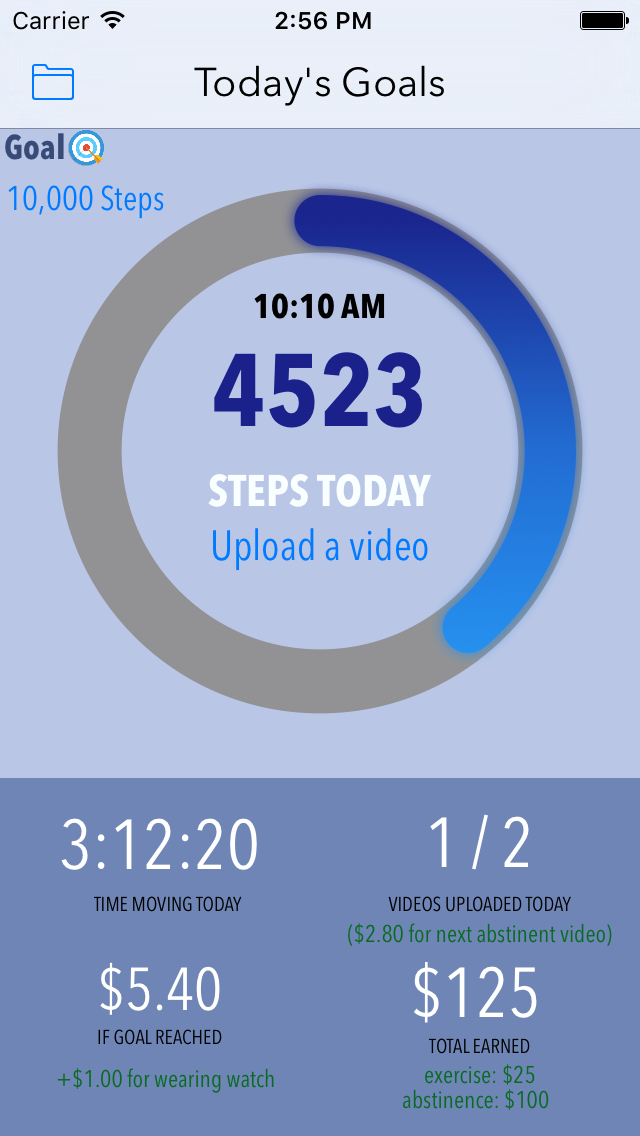 Carrier 2:56 PM
Today's Goals
Goal
10,000 Steps
10:10 AM
4523
STEPS TODAY
Upload a video
3:12:20
TIME MOVING TODAY
1 / 2
VIDEOS UPLOADED TODAY
($2.80 for next abstinent video)
$5.40
IF GOAL REACHED
+$1.00 for wearing watch
$125
TOTAL EARNED
exercise: $25
abstinence: $100